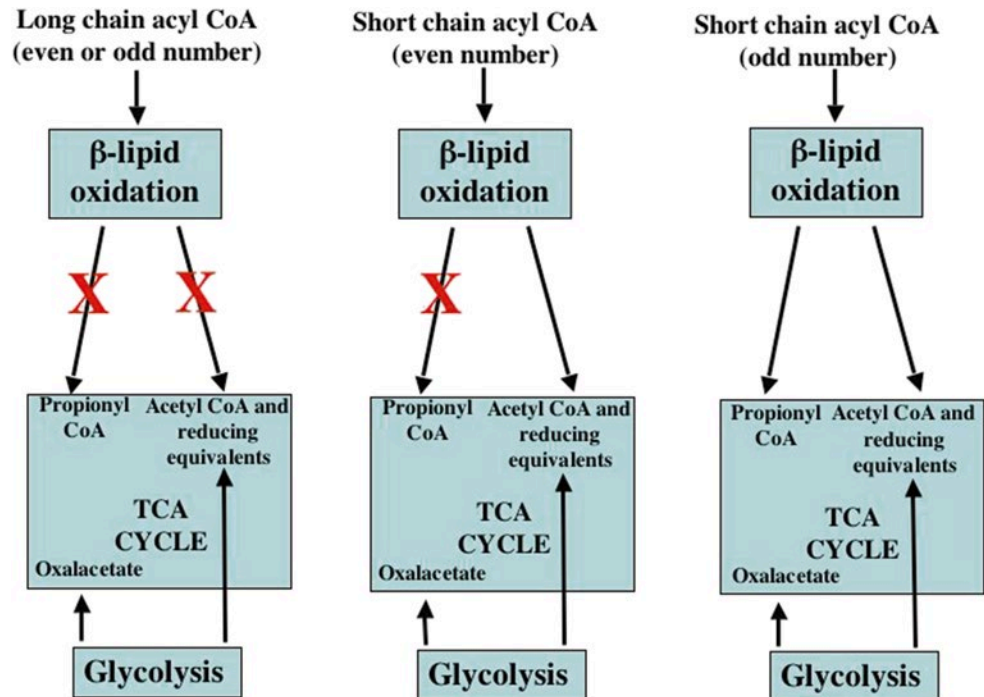 Long chain acyl CoA
(even or odd number)
β-lipid
oxidation
X
X
Propionyl
CoA
Acetyl CoA and
reducing
equivalents
TCA
CYCLE
Oxalacetate
Glycolysis
Short chain acyl CoA
(even number)
β-lipid
oxidation
X
Propionyl
CoA
Acetyl CoA and
reducing
equivalents
TCA
CYCLE
Oxalacetate
Glycolysis
Short chain acyl CoA
(odd number)
β-lipid
oxidation
Propionyl
CoA
Acetyl CoA and
reducing
equivalents
TCA
CYCLE
Oxalacetate
Glycolysis